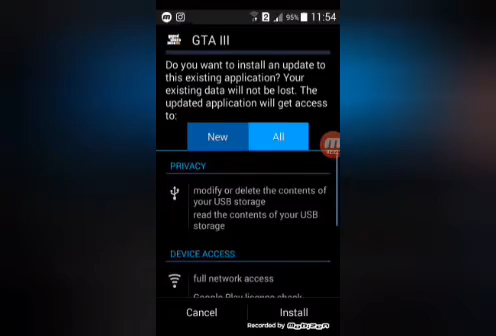 95% 11:54
GTA III
Do you want to install an update to
this existing application? Your
existing data will not be lost. The
updated application will get access
to:
New All
PRIVACY
modify or delete the contents of
your USB storage
read the contents of your USB
storage
DEVICE ACCESS
full network access
Google Play license check
Cancel Install
Recorded by